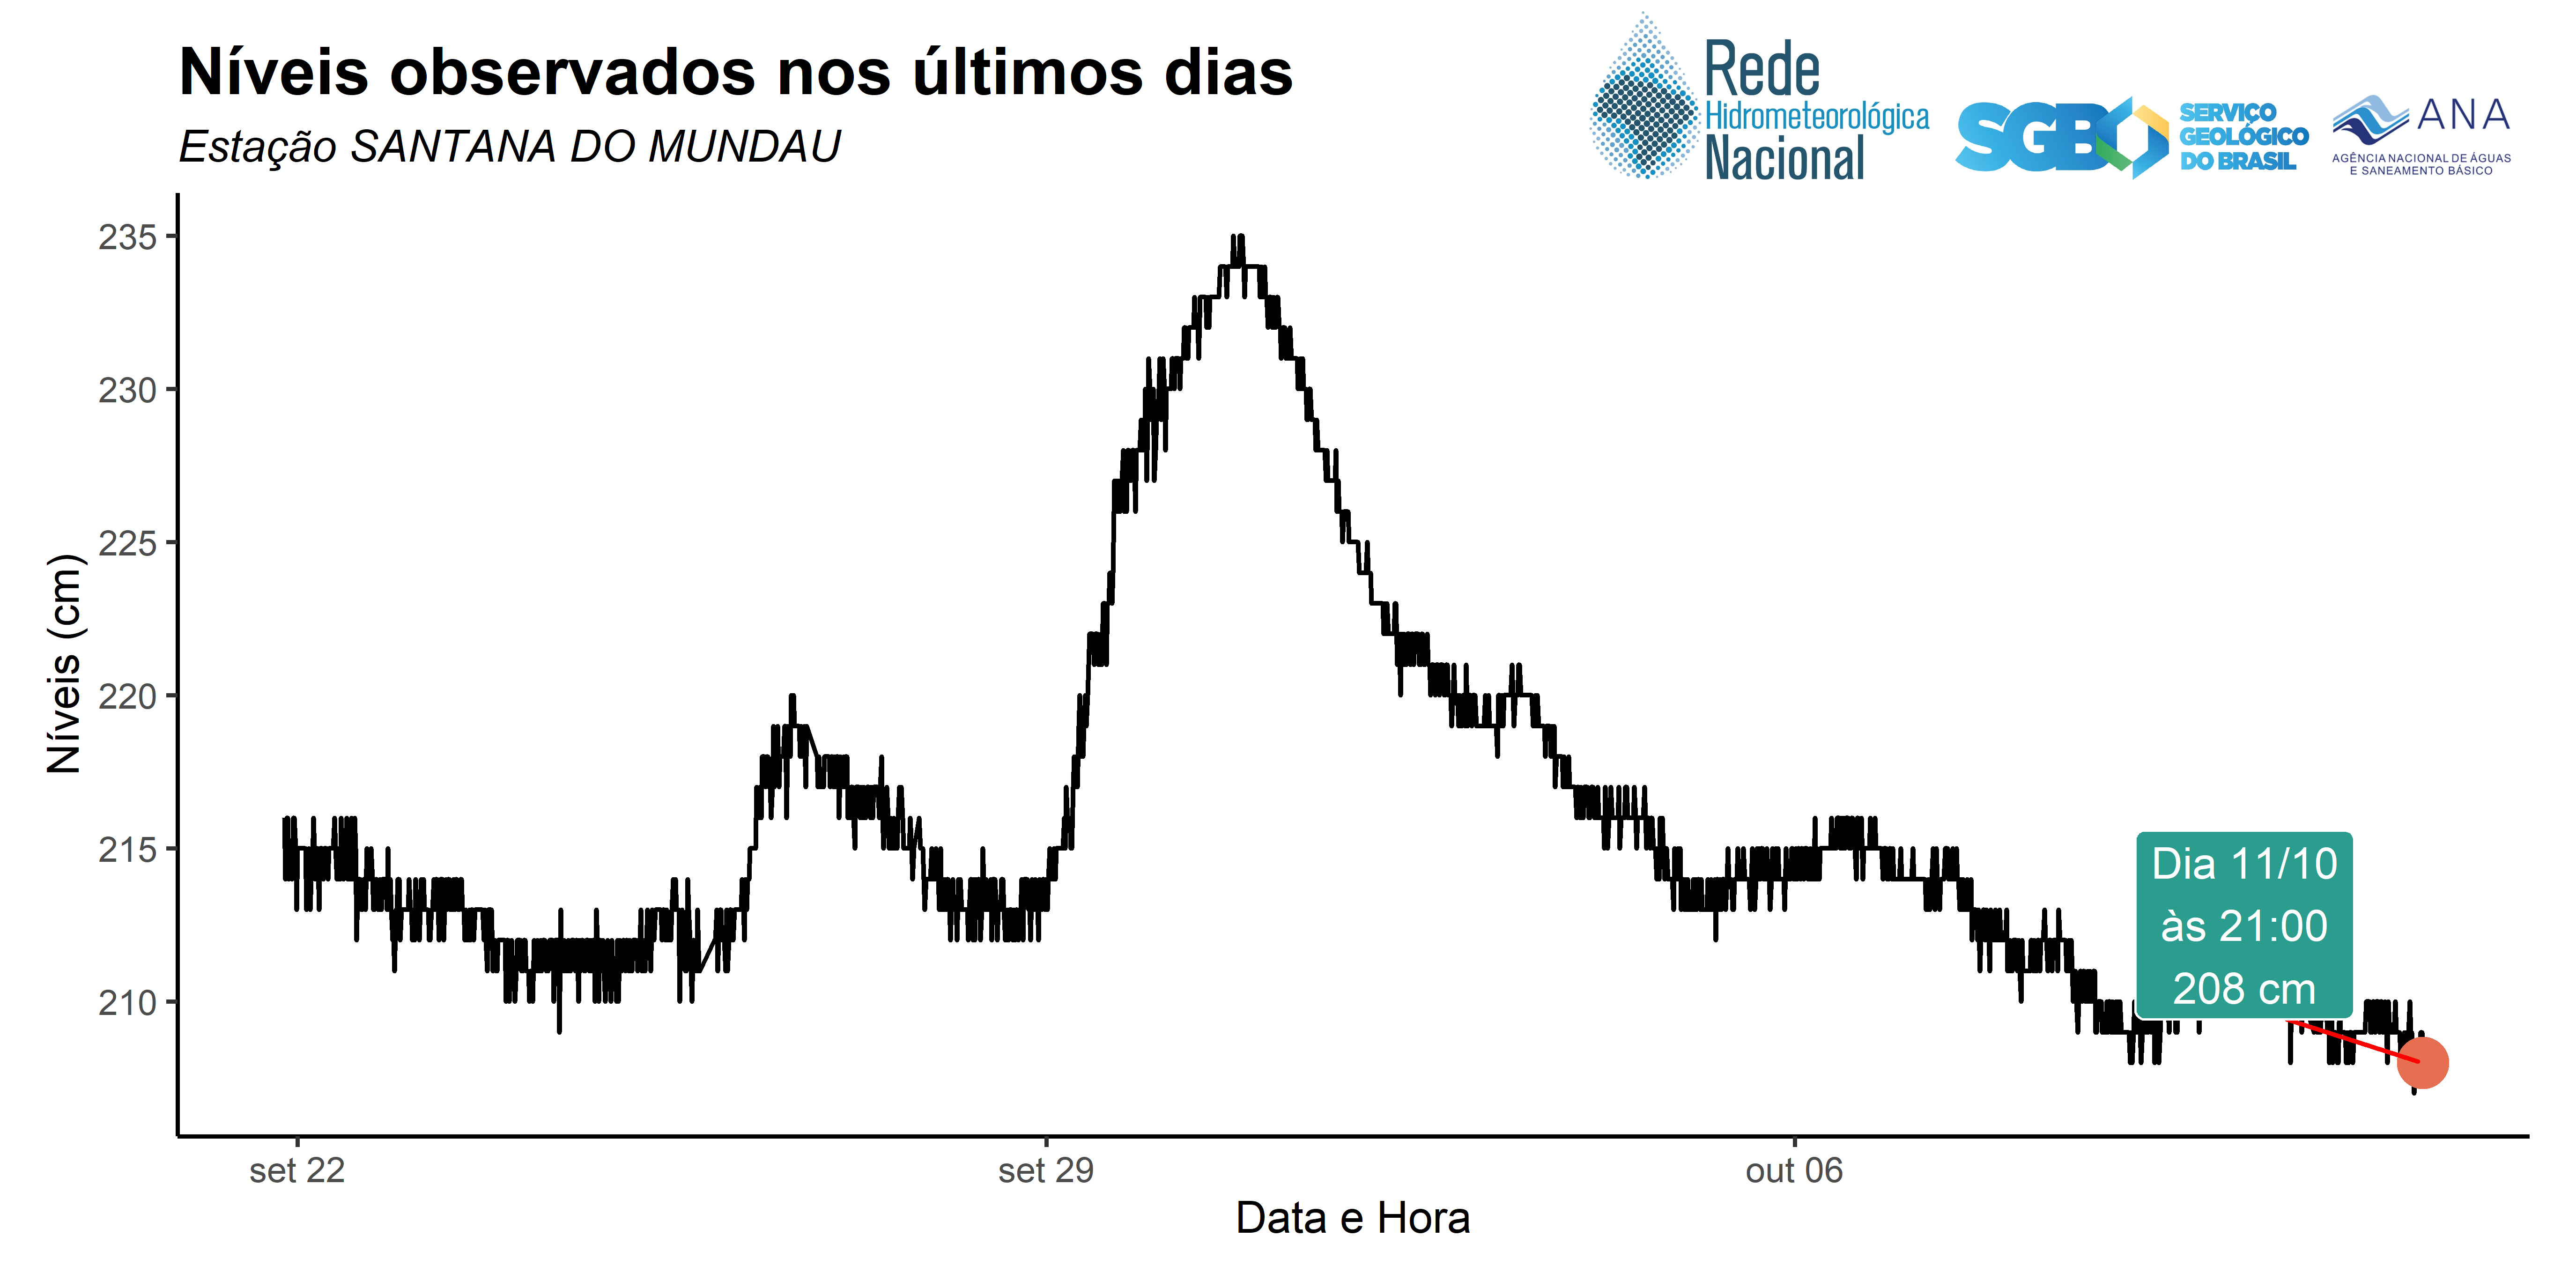 Níveis observados nos últimos dias
Estação SANTANA DO MUNDAU
Rede
Hidrometeorológica
Nacional
SGB
SERVIÇO
GEOLÓGICO
DO BRASIL
ANA
AGÊNCIA NACIONAL DE ÁGUAS
E SANEAMENTO BÁSICO
Níveis (cm)
235
230
225
220
215
210
Dia 11/10
às 21:00
208 cm
set 22
set 29
out 06
Data e Hora